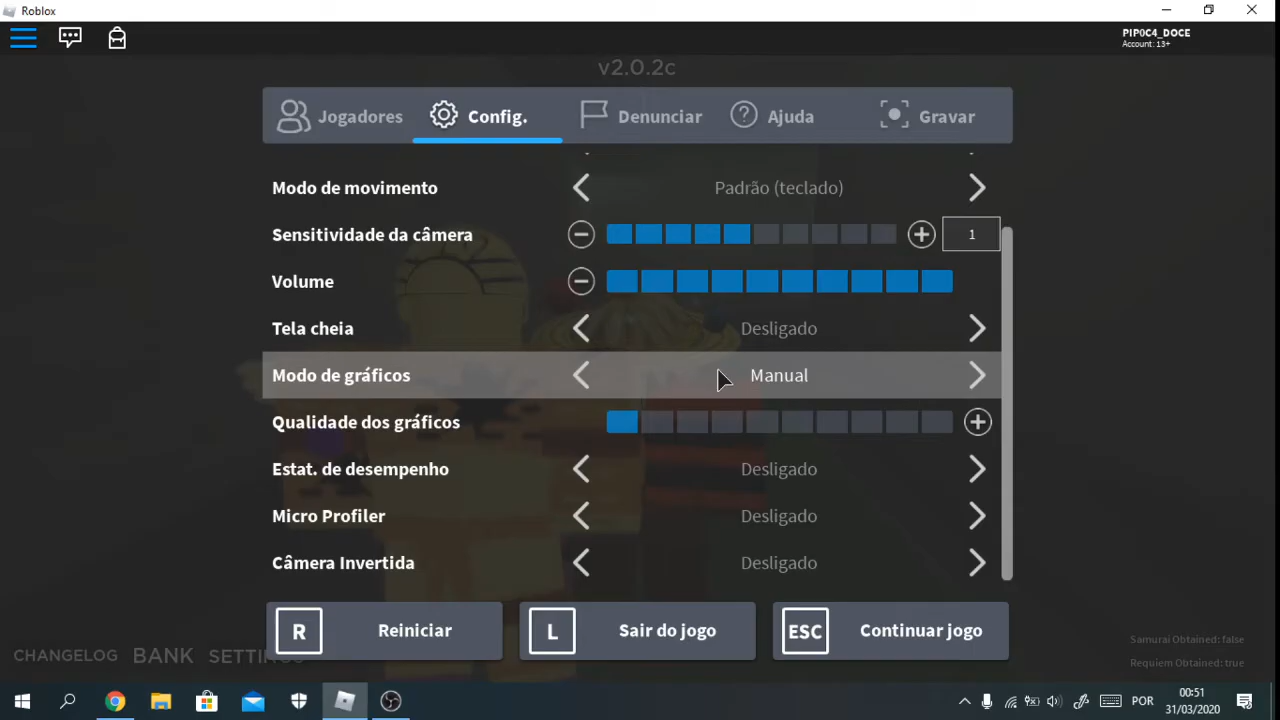 Roblox
PIP0C4_DOCE
Account: 13+
v2.0.2c
Jogadores
Config.
Denunciar
Ajuda
Gravar
Modo de movimento
Padrão (teclado)
Sensitividade da câmera
1
Volume
Tela cheia
Desligado
Modo de gráficos
Manual
Qualidade dos gráficos
Estat. de desempenho
Desligado
Micro Profiler
Desligado
Câmera Invertida
Desligado
R
Reiniciar
L
Sair do jogo
ESC
Continuar jogo
CHANGELOG
BANK
SETTINGS
Samurai Obtained: false
Requiem Obtained: true
POR
00:51
31/03/2020